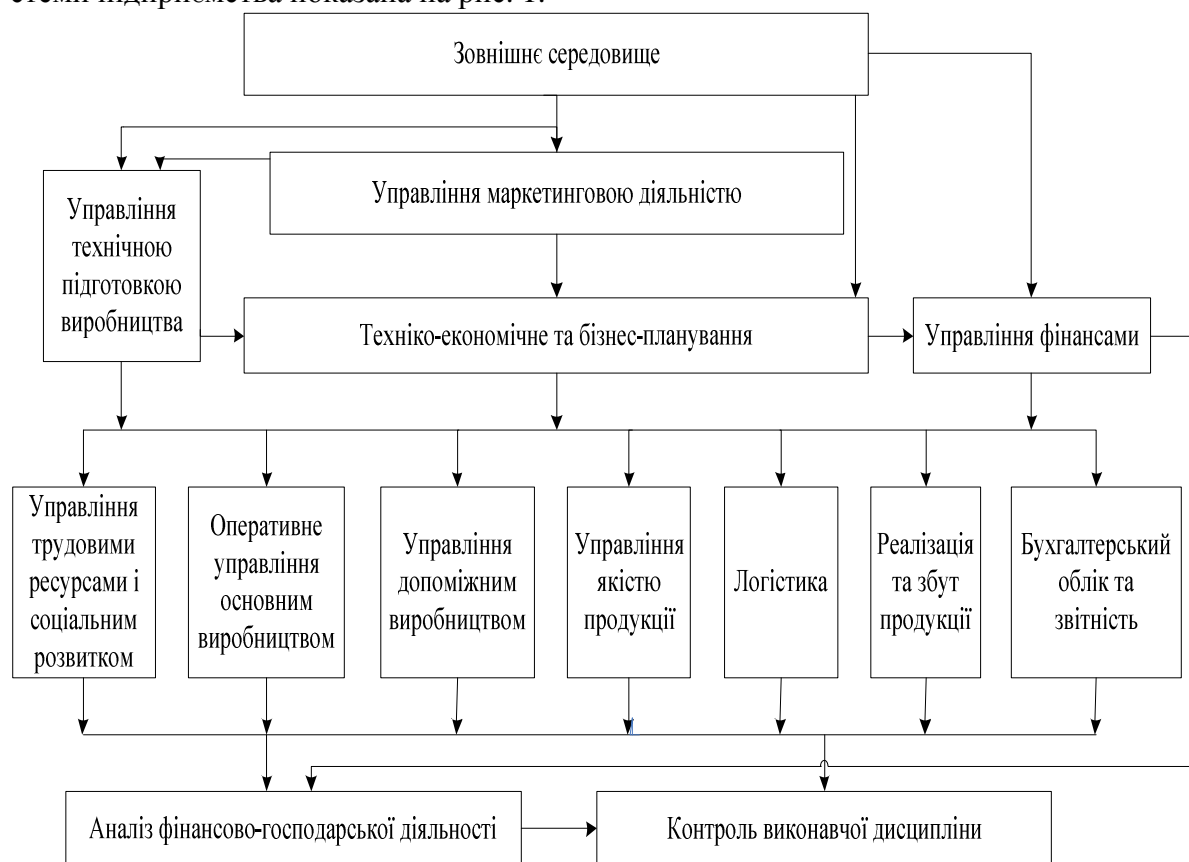 стеми підприємства показана на рис. 1.
Зовнішнє середовище
Управління маркетинговою діяльністю
Управління
технічною
підготовкою
виробництва
Техніко-економічне та бізнес-планування
Управління фінансами
Управління
трудовими
ресурсами і
соціальним
розвитком
Оперативне
управління
основним
виробництвом
Управління
допоміжним
виробництвом
Управління
якістю
продукції
Логістика
Реалізація
та збут
продукції
Бухгалтерський
облік та
звітність
Аналіз фінансово-господарської діяльності
Контроль виконавчої дисципліни